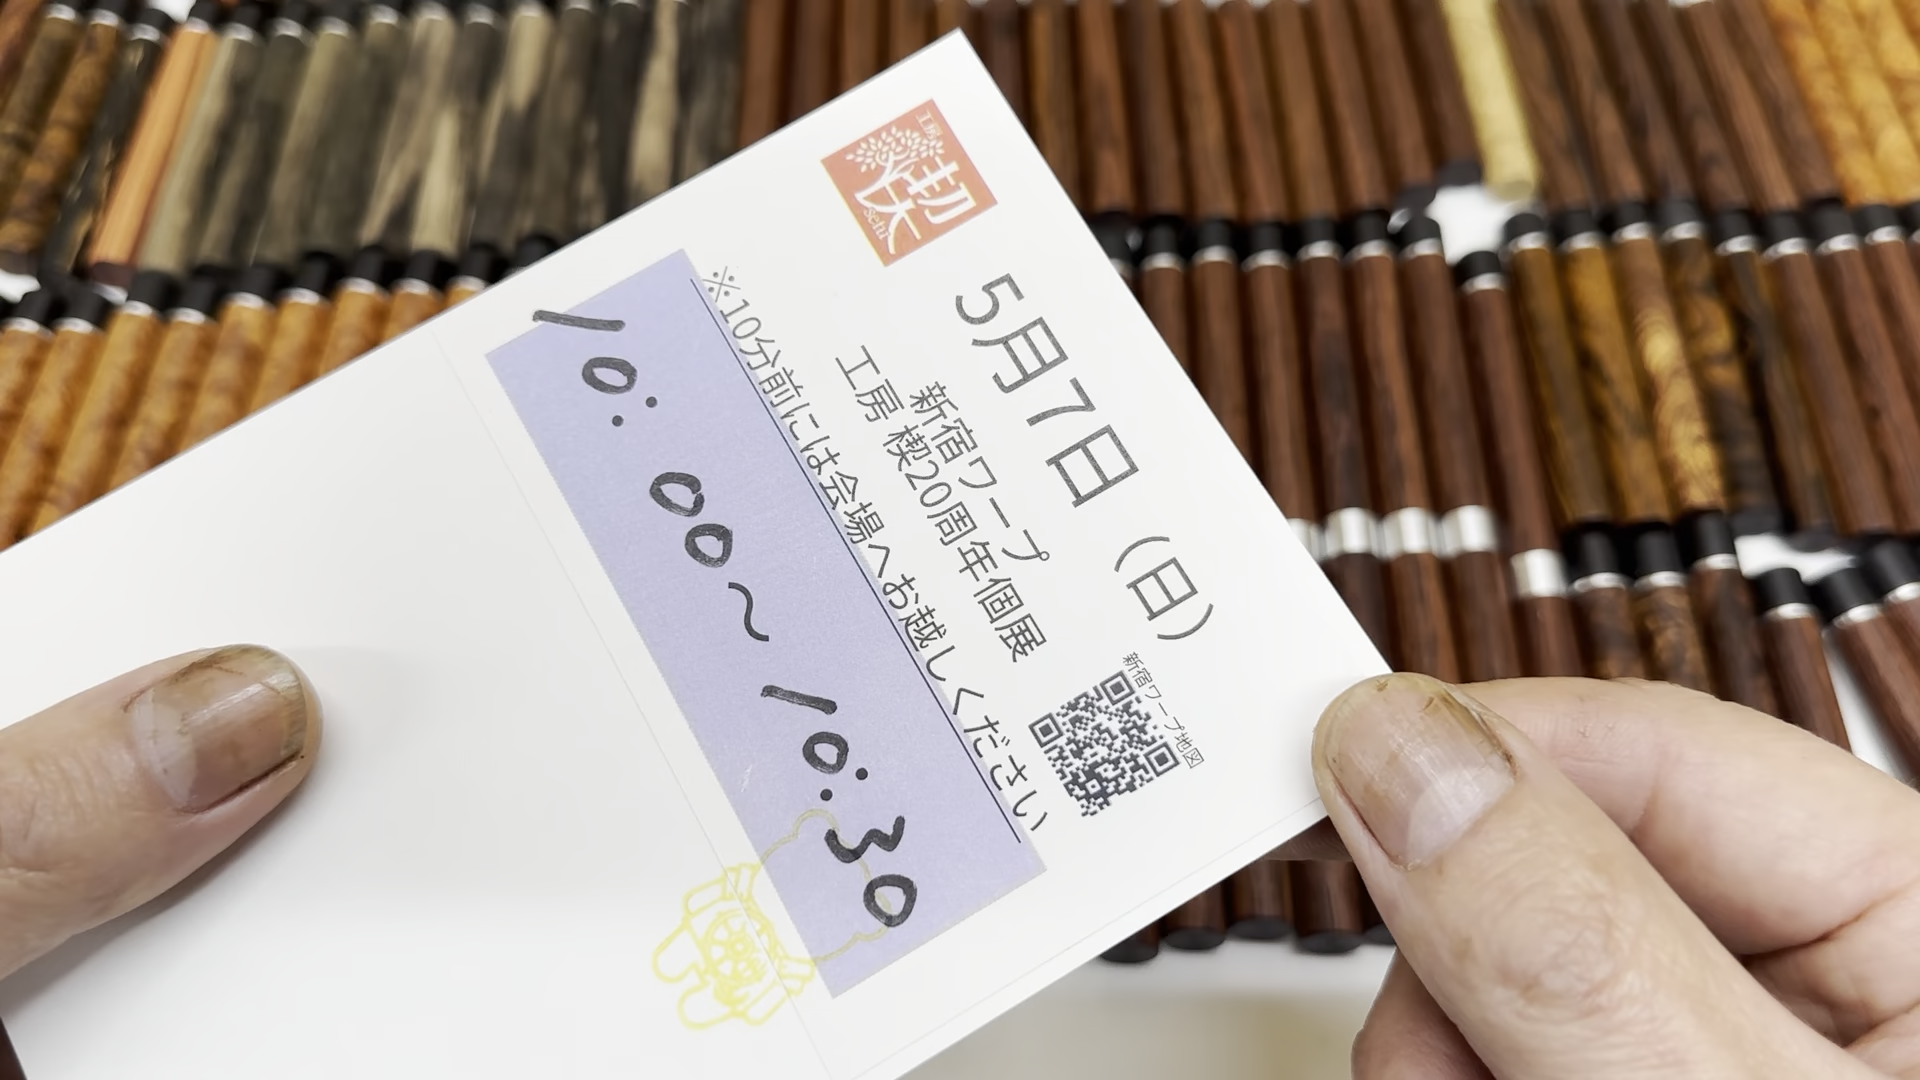 工房
楔
setsu
5月7日（日）
新宿ワープ
工房 楔20周年個展
新宿ワープ地図
※10分前には会場へお越しください
10:00～10:30